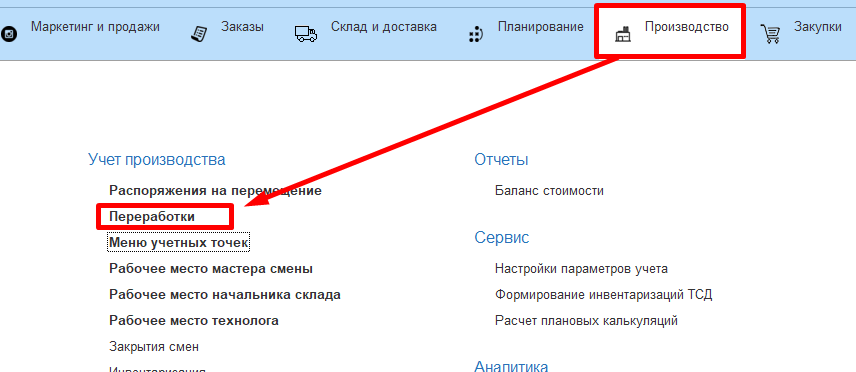 Маркетинг и продажи
Заказы
Склад и доставка
Планирование
Производство
Закупки
Учет производства
Распоряжения на перемещение
Переработки
Меню учетных точек
Рабочее место мастера смены
Рабочее место начальника склада
Рабочее место технолога
Закрытия смен
Инвентаризация
Отчеты
Баланс стоимости
Сервис
Настройки параметров учета
Формирование инвентаризаций ТСД
Расчет плановых калькуляций
Аналитика